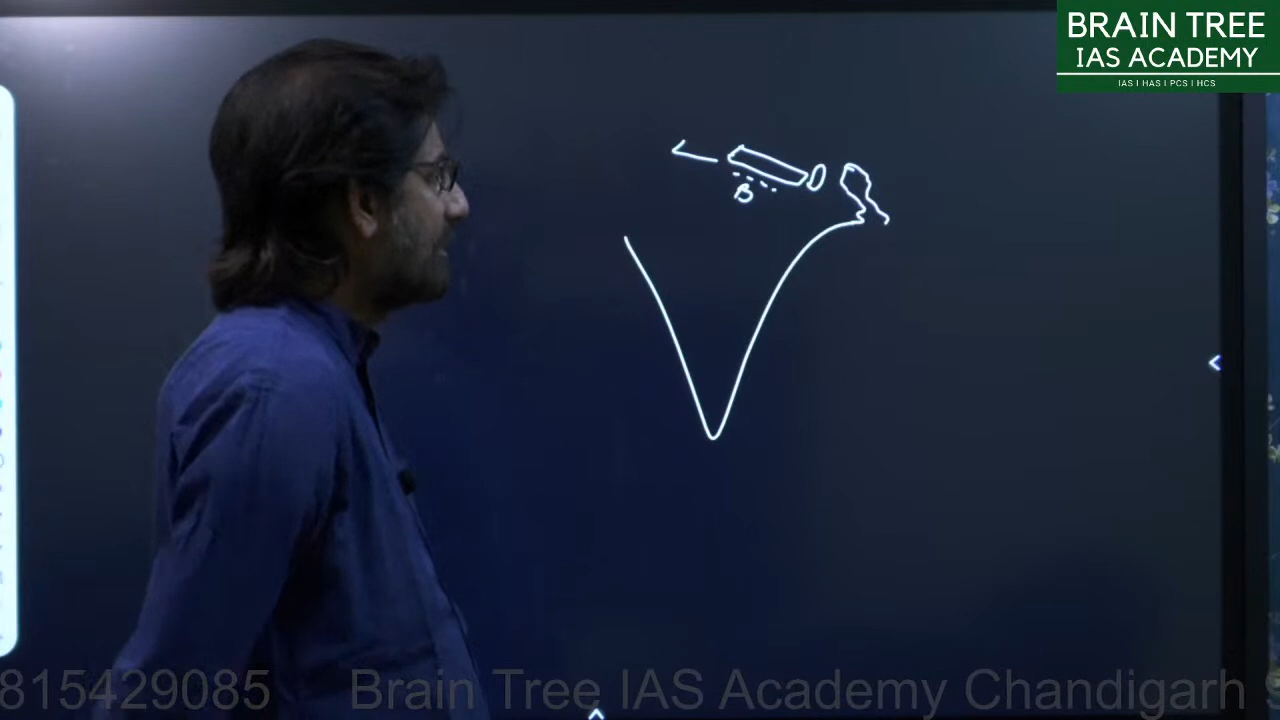 BRAIN TREE
IAS ACADEMY
IAS | HAS | PCS | HCS
B
815429085 Brain Tree IAS Academy Chandigarh